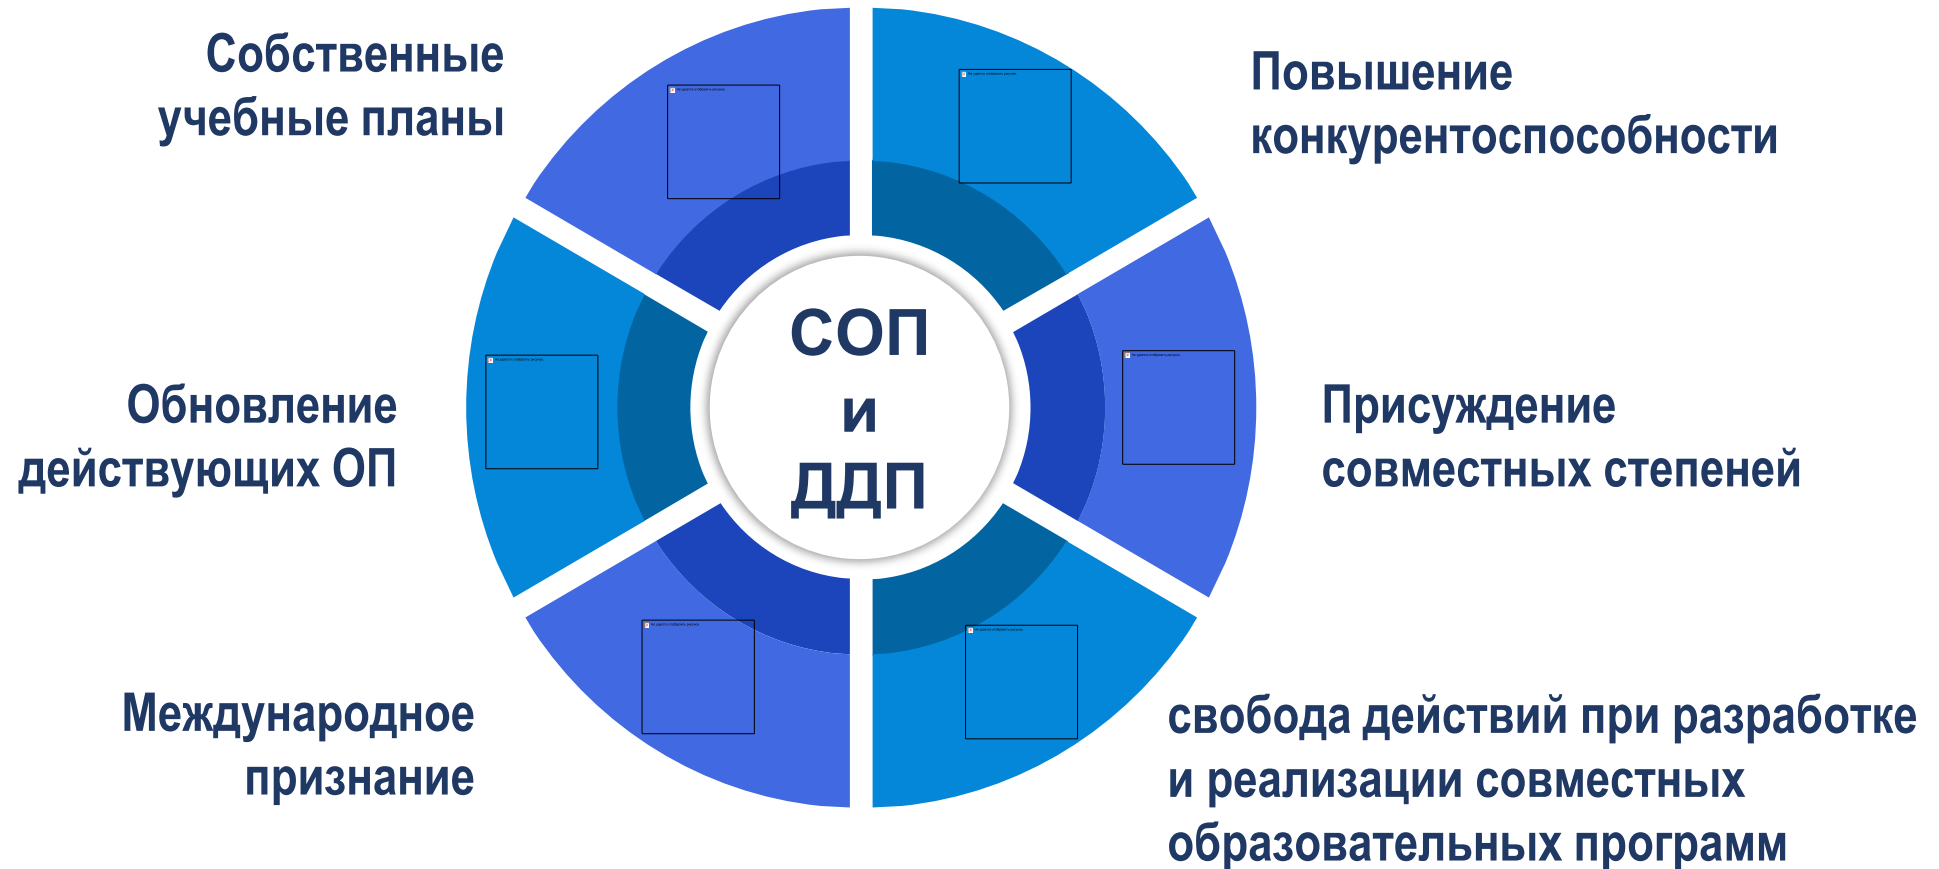 Собственные
учебные планы
Повышение
конкурентоспособности
Обновление
действующих ОП
СОП
и
ДДП
Присуждение
совместных степеней
Международное
признание
свобода действий при разработке
и реализации совместных
образовательных программ